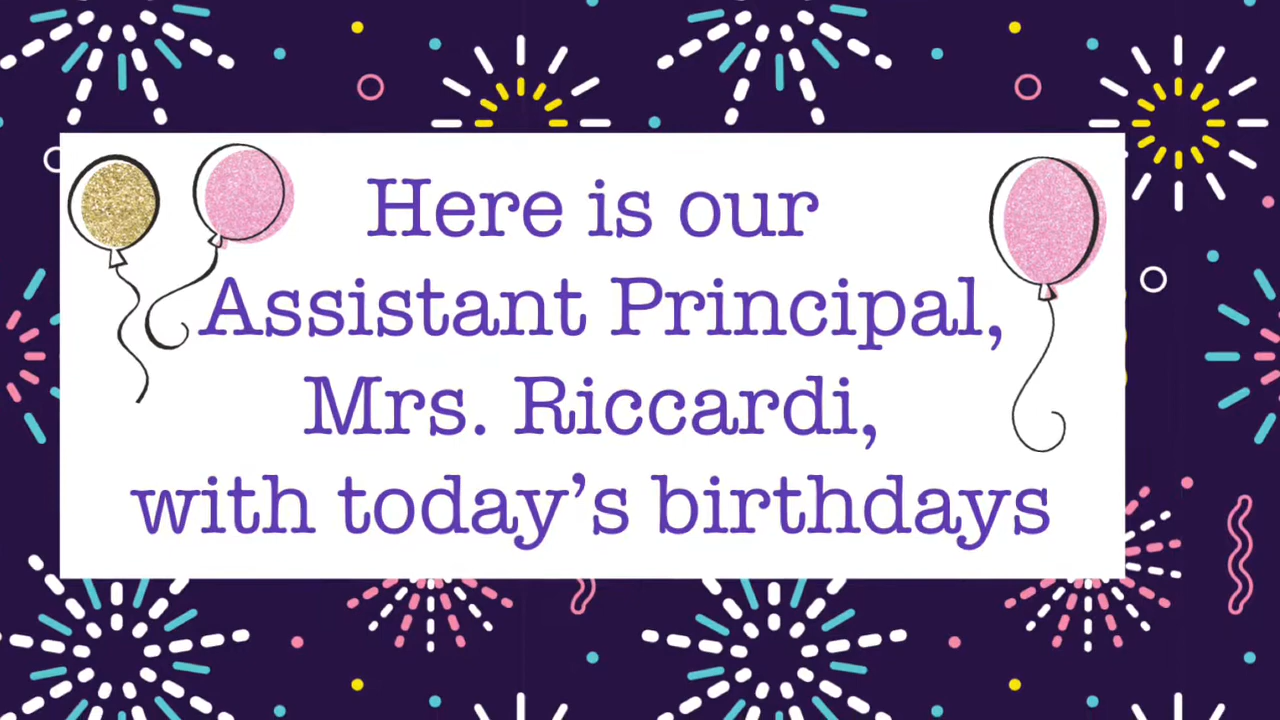 Here is our
Assistant Principal,
Mrs. Riccardi,
with today’s birthdays